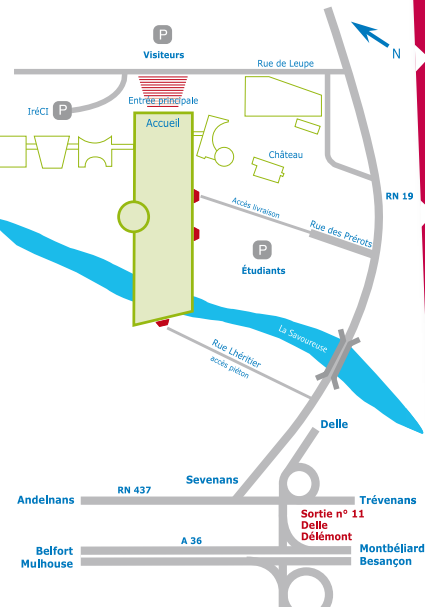 P
Visiteurs
Rue de Leupe
N
IréCI P
Entrée principale
Accueil
Château
RN 19
Accès livraison
Rue des Prérots
P
Étudiants
La Savoureuse
Rue Lhéritier
accès piéton
Delle
Sevenans
RN 437
Andelnans
Trévenans
Sortie n° 11
Delle
Délémont
A 36
Belfort
Mulhouse
Montbéliard
Besançon